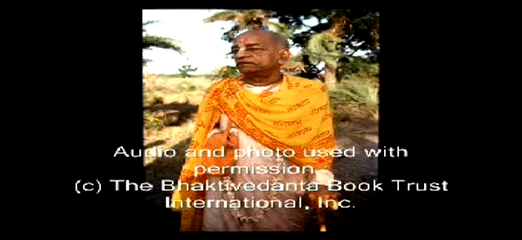 Audio and photo used with
permission.
(c) The Bhaktivedanta Book Trust
International, Inc.